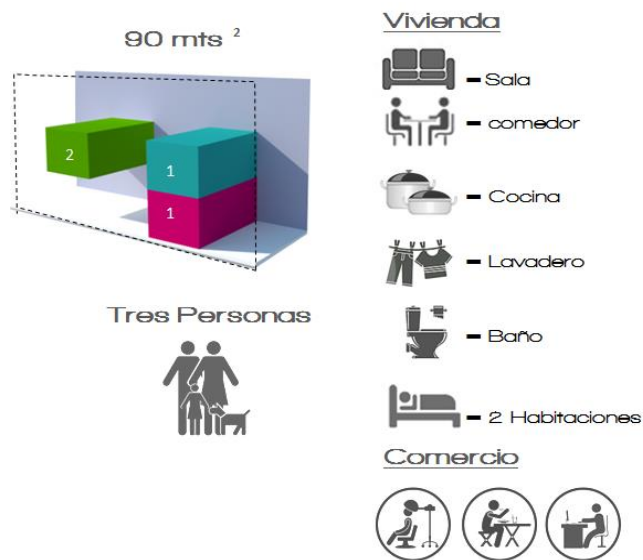 90 mts ²
2
1
1
Tres Personas
Vivienda
- Sala
- comedor
- Cocina
- Lavadero
- Baño
- 2 Habitaciones
Comercio